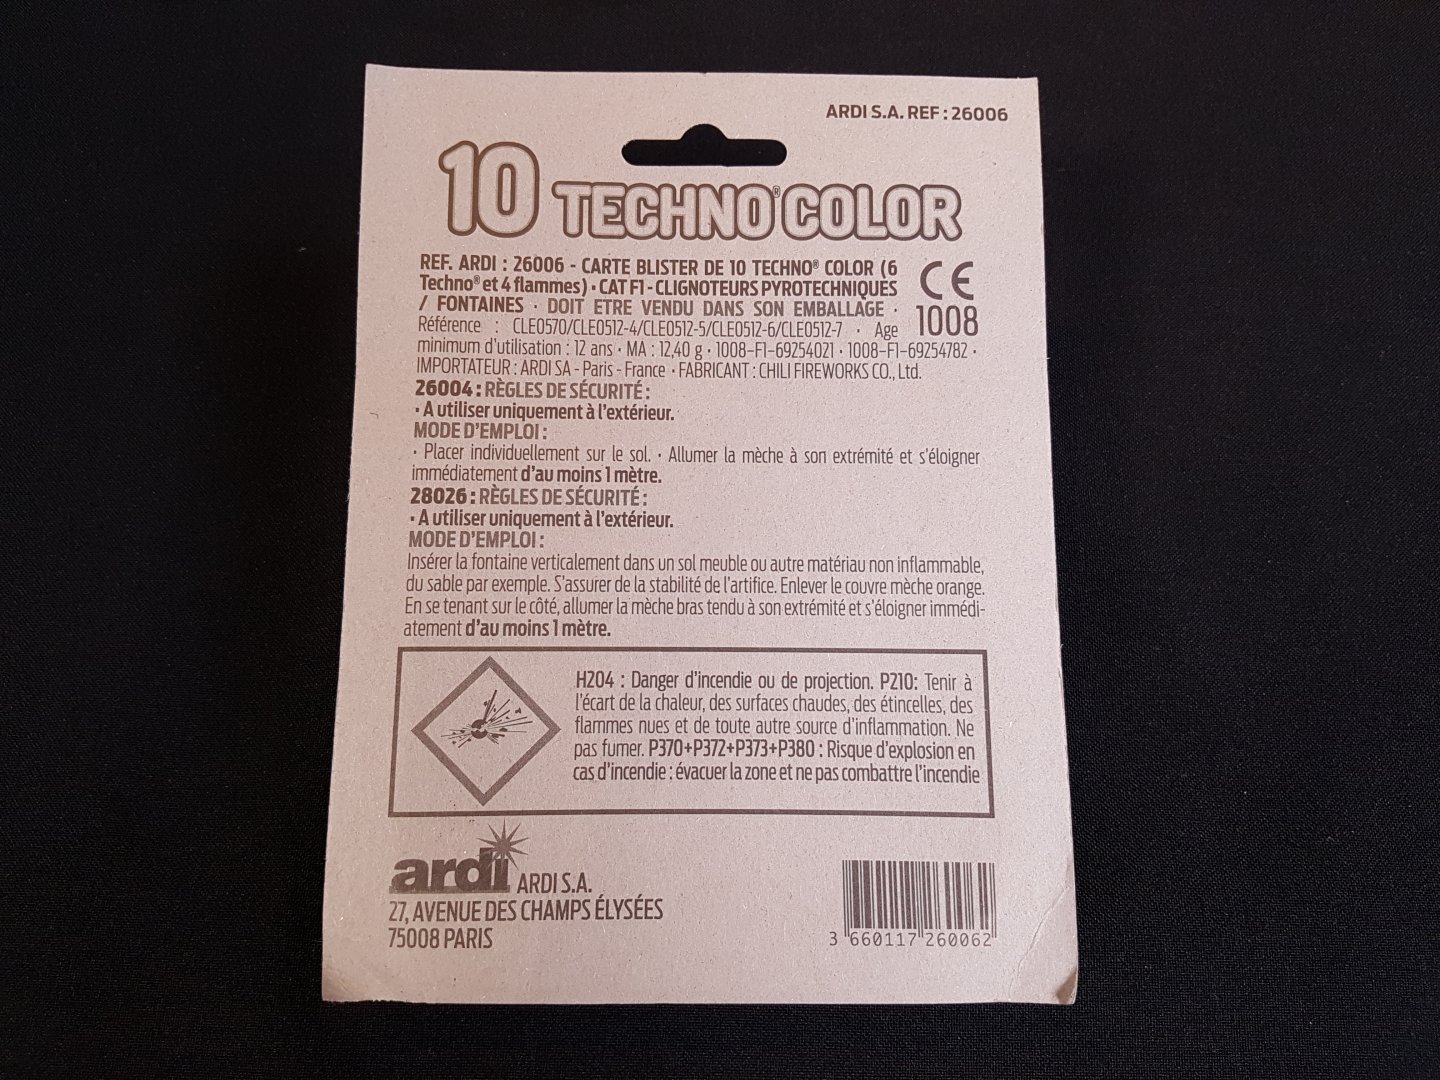 ARDI S.A. REF : 26006
10 TECHNO® COLOR
REF. ARDI : 26006 - CARTE BLISTER DE 10 TECHNO® COLOR (6
Techno® et 4 flammes) · CAT F1 - CLIGNOTEURS PYROTECHNIQUES
/ FONTAINES · DOIT ETRE VENDU DANS SON EMBALLAGE ·
Référence : CLE0570/CLE0512-4/CLE0512-5/CLE0512-6/CLE0512-7 · Age
minimum d'utilisation : 12 ans · MA : 12,40 g · 1008-F1-69254021 · 1008-F1-69254782 ·
IMPORTATEUR : ARDI SA - Paris - France · FABRICANT : CHILI FIREWORKS CO., Ltd.
CE
1008
26004 : RÈGLES DE SÉCURITÉ :
· A utiliser uniquement à l'extérieur.
MODE D'EMPLOI :
· Placer individuellement sur le sol. · Allumer la mèche à son extrémité et s'éloigner
immédiatement d'au moins 1 mètre.
28026 : RÈGLES DE SÉCURITÉ :
· A utiliser uniquement à l'extérieur.
MODE D'EMPLOI :
Insérer la fontaine verticalement dans un sol meuble ou autre matériau non inflammable,
du sable par exemple. S'assurer de la stabilité de l'artifice. Enlever le couvre mèche orange.
En se tenant sur le côté, allumer la mèche bras tendu à son extrémité et s'éloigner immédi-
atement d'au moins 1 mètre.
H204 : Danger d'incendie ou de projection. P210: Tenir à
l'écart de la chaleur, des surfaces chaudes, des étincelles, des
flammes nues et de toute autre source d'inflammation. Ne
pas fumer. P370+P372+P373+P380 : Risque d'explosion en
cas d'incendie : évacuer la zone et ne pas combattre l'incendie
ardi ARDI S.A.
27, AVENUE DES CHAMPS ÉLYSÉES
75008 PARIS
3 660117 260062